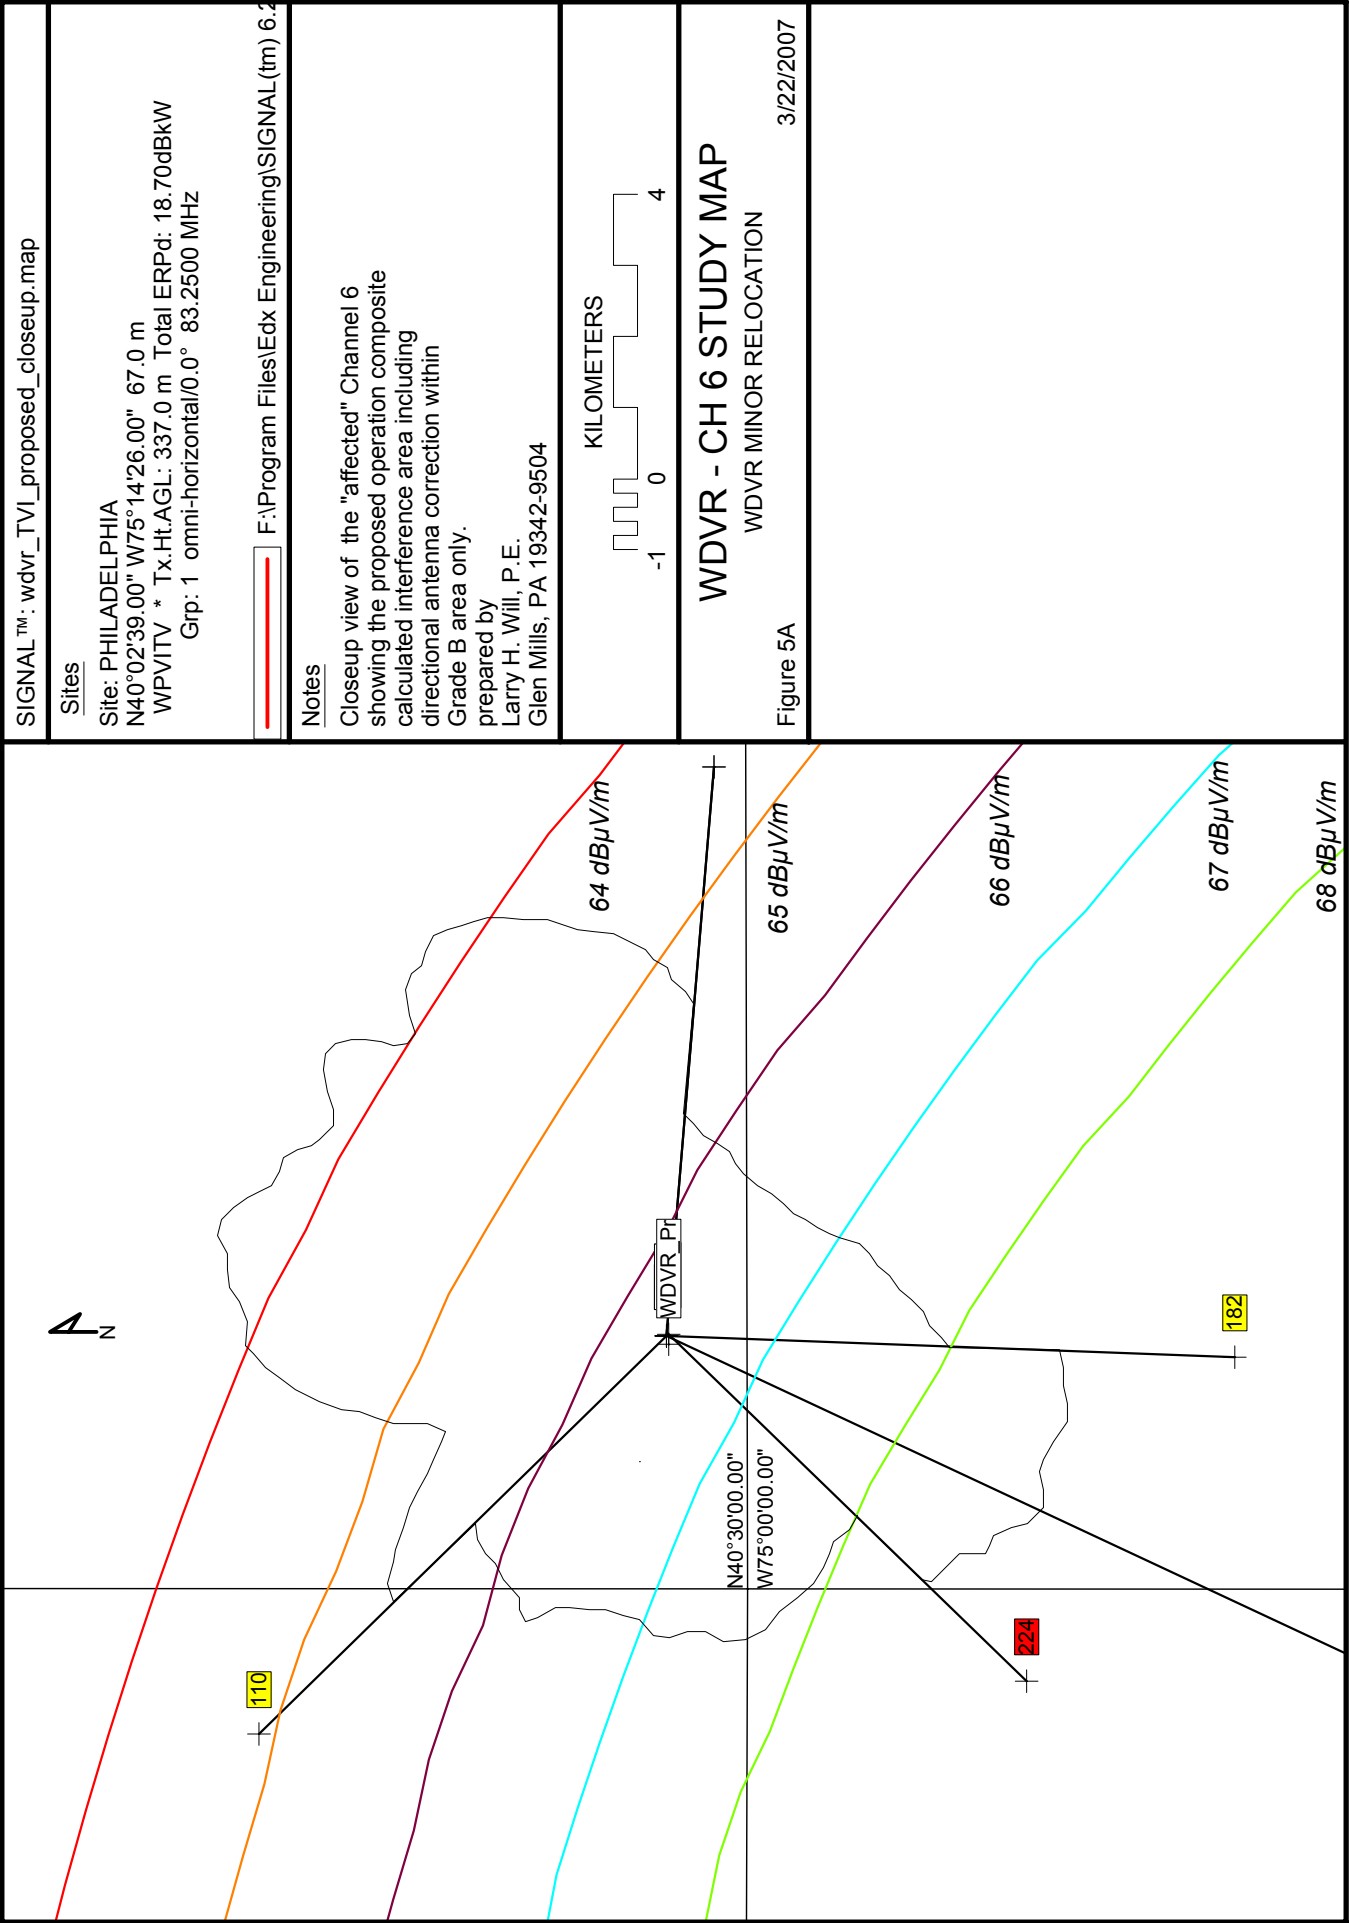 SIGNAL™: wdvr_TVI_proposed_closeup.map
Sites
Site: PHILADELPHIA
N40°02'39.00" W75°14'26.00" 67.0 m
WPVITV * Tx.Ht.AGL: 337.0 m Total ERPd: 18.70dBkW
Grp: 1 omni-horizontal/0.0° 83.2500 MHz
F:\Program Files\Edx Engineering\SIGNAL(tm) 6.2
Notes
Closeup view of the "affected" Channel 6
showing the proposed operation composite
calculated interference area including
directional antenna correction within
Grade B area only.
prepared by
Larry H. Will, P.E.
Glen Mills, PA 19342-9504
KILOMETERS
-1 0 4
WDVR - CH 6 STUDY MAP
WDVR MINOR RELOCATION
Figure 5A 3/22/2007
N
64 dBµV/m
65 dBµV/m
66 dBµV/m
67 dBµV/m
68 dBµV/m
WDVR_Pr
N40°30'00.00"
W75°00'00.00"
110
182
224